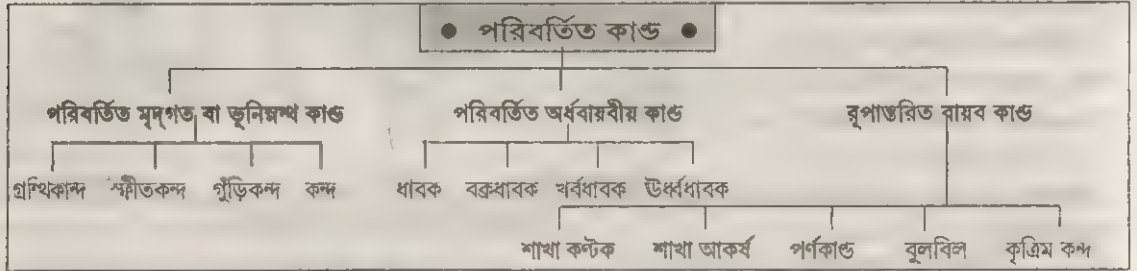 ● পরিবর্তিত কাণ্ড ●
পরিবর্তিত মৃদ্‌গত বা ভূনিম্নস্থ কাণ্ড পরিবর্তিত অর্ধবায়বীয় কাণ্ড রূপান্তরিত বায়ব কাণ্ড
গ্রন্থিকান্দ স্ফীতকন্দ গুঁড়িকন্দ কন্দ ধাবক বক্রধাবক খর্বধাবক ঊর্ধ্বধাবক
শাখা কণ্টক শাখা আকর্ষ পর্ণকাণ্ড বুলবিল কৃত্রিম কন্দ